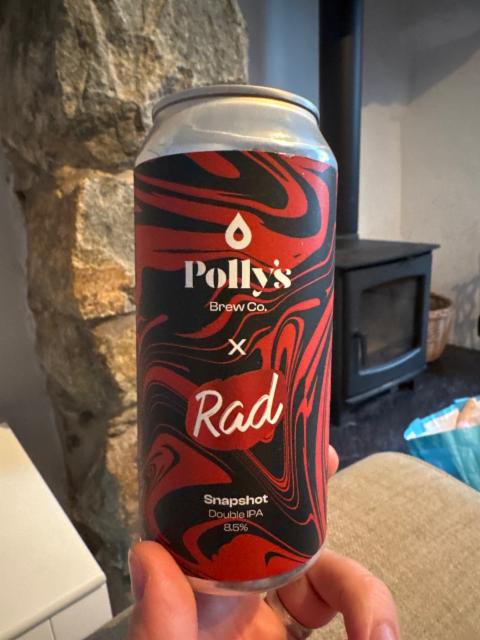 Polly's
Brew Co.
X
Rad
Snapshot
Double IPA
8.5%